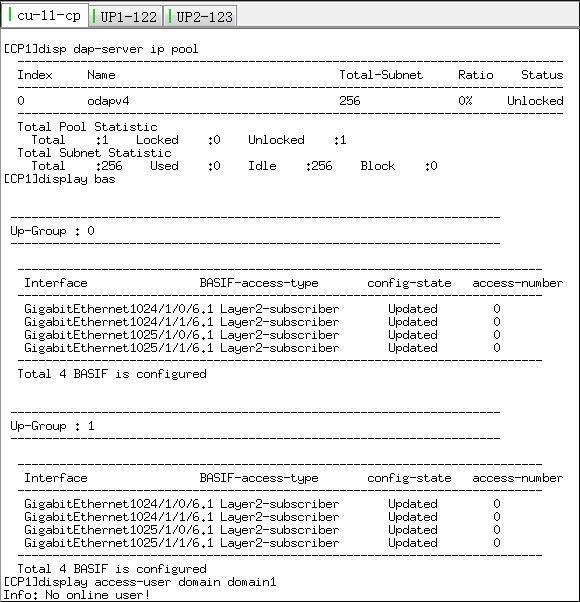 cu-11-cp UP1-122 UP2-123
[CP1]disp dap-server ip pool
Index Name Total-Subnet Ratio Status
0 odapv4 256 0% Unlocked
Total Pool Statistic
Total :1 Locked :0 Unlocked :1
Total Subnet Statistic
Total :256 Used :0 Idle :256 Block :0
[CP1]display bas
Up-Group : 0
Interface BASIF-access-type config-state access-number
GigabitEthernet1024/1/0/6.1 Layer2-subscriber Updated 0
GigabitEthernet1024/1/1/6.1 Layer2-subscriber Updated 0
GigabitEthernet1025/1/0/6.1 Layer2-subscriber Updated 0
GigabitEthernet1025/1/1/6.1 Layer2-subscriber Updated 0
Total 4 BASIF is configured
Up-Group : 1
Interface BASIF-access-type config-state access-number
GigabitEthernet1024/1/0/6.1 Layer2-subscriber Updated 0
GigabitEthernet1024/1/1/6.1 Layer2-subscriber Updated 0
GigabitEthernet1025/1/0/6.1 Layer2-subscriber Updated 0
GigabitEthernet1025/1/1/6.1 Layer2-subscriber Updated 0
Total 4 BASIF is configured
[CP1]display access-user domain domain1
Info: No online user!